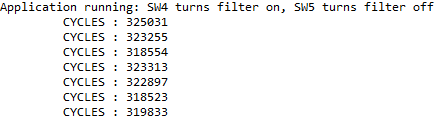 Application running: SW4 turns filter on, SW5 turns filter off
CYCLES : 325031
CYCLES : 323255
CYCLES : 318554
CYCLES : 323313
CYCLES : 322897
CYCLES : 318523
CYCLES : 319833